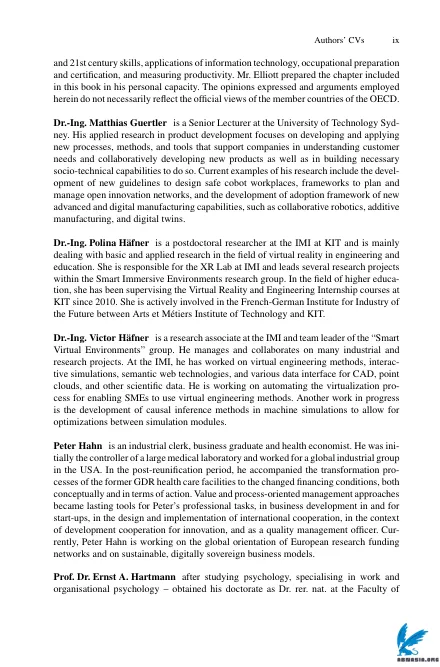 Authors' CVs ix
and 21st century skills, applications of information technology, occupational preparation
and certification, and measuring productivity. Mr. Elliott prepared the chapter included
in this book in his personal capacity. The opinions expressed and arguments employed
herein do not necessarily reflect the official views of the member countries of the OECD.
Dr.-Ing. Matthias Guertler is a Senior Lecturer at the University of Technology Syd-
ney. His applied research in product development focuses on developing and applying
new processes, methods, and tools that support companies in understanding customer
needs and collaboratively developing new products as well as in building necessary
socio-technical capabilities to do so. Current examples of his research include the devel-
opment of new guidelines to design safe cobot workplaces, frameworks to plan and
manage open innovation networks, and the development of adoption framework of new
advanced and digital manufacturing capabilities, such as collaborative robotics, additive
manufacturing, and digital twins.
Dr.-Ing. Polina Häfner is a postdoctoral researcher at the IMI at KIT and is mainly
dealing with basic and applied research in the field of virtual reality in engineering and
education. She is responsible for the XR Lab at IMI and leads several research projects
within the Smart Immersive Environments research group. In the field of higher educa-
tion, she has been supervising the Virtual Reality and Engineering Internship courses at
KIT since 2010. She is actively involved in the French-German Institute for Industry of
the Future between Arts et Métiers Institute of Technology and KIT.
Dr.-Ing. Victor Häfner is a research associate at the IMI and team leader of the "Smart
Virtual Environments" group. He manages and collaborates on many industrial and
research projects. At the IMI, he has worked on virtual engineering methods, interac-
tive simulations, semantic web technologies, and various data interface for CAD, point
clouds, and other scientific data. He is working on automating the virtualization pro-
cess for enabling SMEs to use virtual engineering methods. Another work in progress
is the development of causal inference methods in machine simulations to allow for
optimizations between simulation modules.
Peter Hahn is an industrial clerk, business graduate and health economist. He was ini-
tially the controller of a large medical laboratory and worked for a global industrial group
in the USA. In the post-reunification period, he accompanied the transformation pro-
cesses of the former GDR health care facilities to the changed financing conditions, both
conceptually and in terms of action. Value and process-oriented management approaches
became lasting tools for Peter's professional tasks, in business development in and for
start-ups, in the design and implementation of international cooperation, in the context
of development cooperation for innovation, and as a quality management officer. Cur-
rently, Peter Hahn is working on the global orientation of European research funding
networks and on sustainable, digitally sovereign business models.
Prof. Dr. Ernst A. Hartmann after studying psychology, specialising in work and
organisational psychology – obtained his doctorate as Dr. rer. nat. at the Faculty of